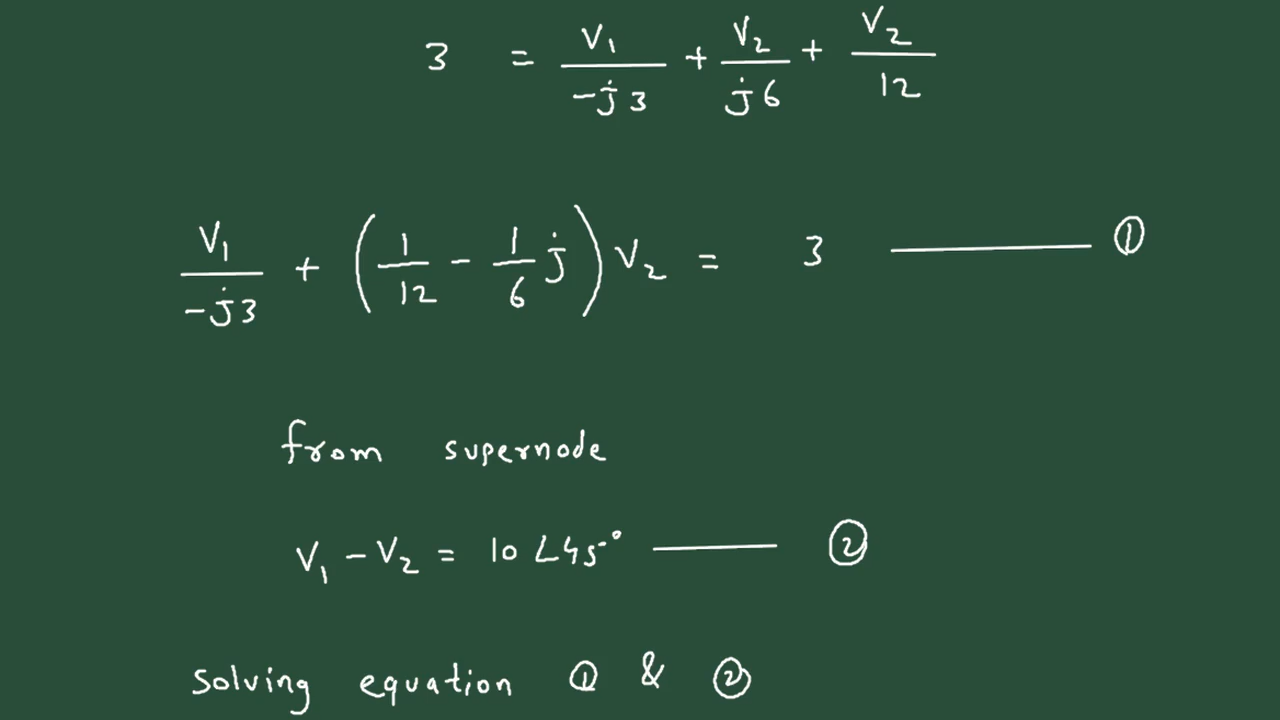 3 = V₁/-j3 + V₂/j6 + V₂/12
V₁/-j3 + (1/12 - 1/6 j) V₂ = 3 ——— ①
from supernode
V₁ - V₂ = 10 ∠45° ——— ②
solving equation ① & ②